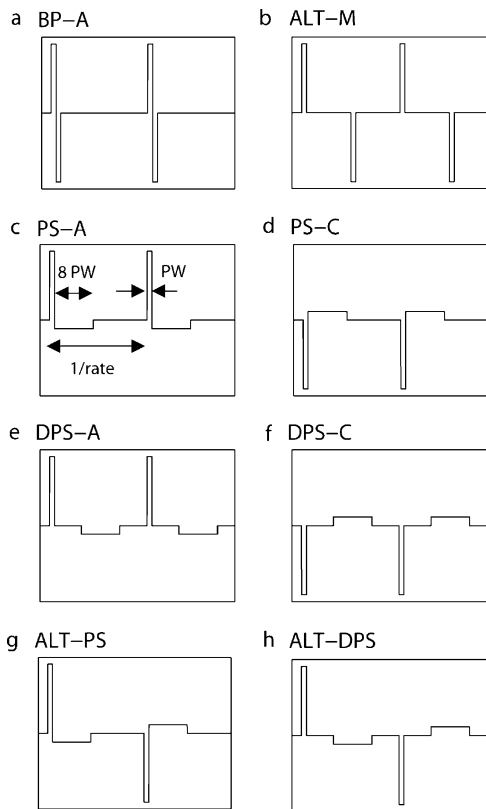 a BP–A
b ALT–M
c PS–A
8 PW
PW
1/rate
d PS–C
e DPS–A
f DPS–C
g ALT–PS
h ALT–DPS